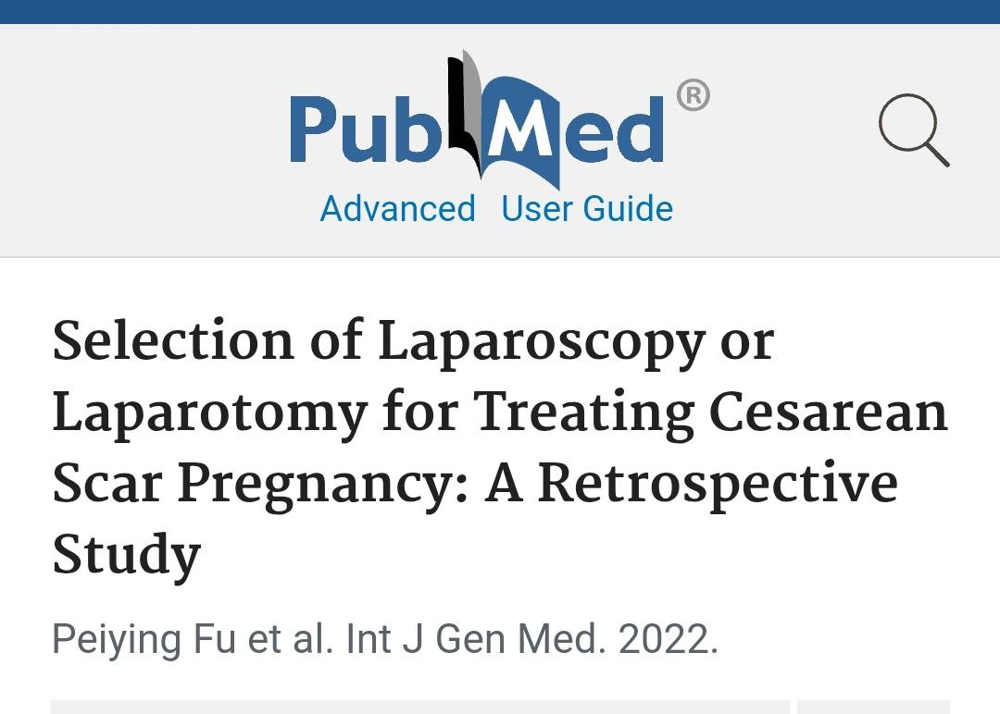 PubMed®
Advanced User Guide
Selection of Laparoscopy or
Laparotomy for Treating Cesarean
Scar Pregnancy: A Retrospective
Study
Peiying Fu et al. Int J Gen Med. 2022.